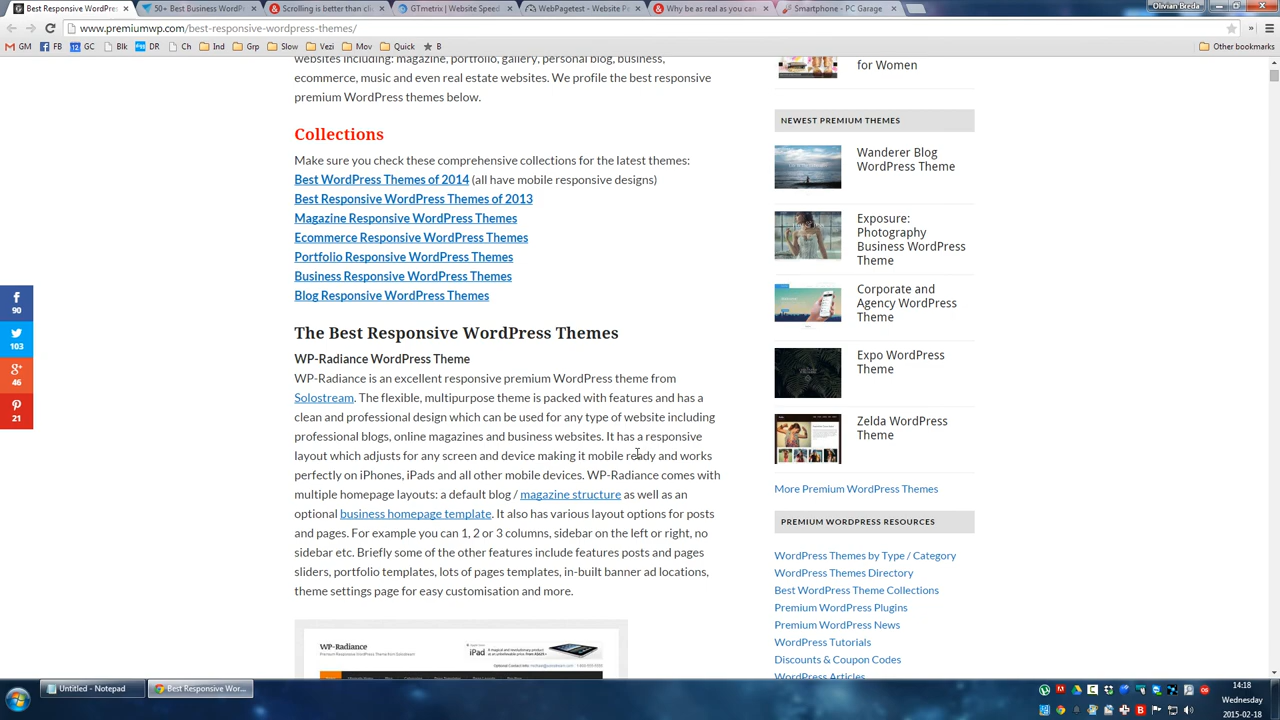 Best Responsive WordPr
50+ Best Business WordPr
Scrolling is better than cli
GTmetrix | Website Speed
WebPagetest - Website Pe
Why be as real as you can
Smartphone - PC Garage
Olivian Breda
www.premiumwp.com/best-responsive-wordpress-themes/
GM
FB
GC
Blk
DR
Ch
Ind
Grp
Slow
Vezi
Mov
Quick
B
Other bookmarks
websites including: magazine, portfolio, gallery, personal blog, business,
ecommerce, music and even real estate websites. We profile the best responsive
premium WordPress themes below.
Collections
Make sure you check these comprehensive collections for the latest themes:
Best WordPress Themes of 2014 (all have mobile responsive designs)
Best Responsive WordPress Themes of 2013
Magazine Responsive WordPress Themes
Ecommerce Responsive WordPress Themes
Portfolio Responsive WordPress Themes
Business Responsive WordPress Themes
Blog Responsive WordPress Themes
The Best Responsive WordPress Themes
WP-Radiance WordPress Theme
WP-Radiance is an excellent responsive premium WordPress theme from
Solostream. The flexible, multipurpose theme is packed with features and has a
clean and professional design which can be used for any type of website including
professional blogs, online magazines and business websites. It has a responsive
layout which adjusts for any screen and device making it mobile ready and works
perfectly on iPhones, iPads and all other mobile devices. WP-Radiance comes with
multiple homepage layouts: a default blog / magazine structure as well as an
optional business homepage template. It also has various layout options for posts
and pages. For example you can 1, 2 or 3 columns, sidebar on the left or right, no
sidebar etc. Briefly some of the other features include features posts and pages
sliders, portfolio templates, lots of pages templates, in-built banner ad locations,
theme settings page for easy customisation and more.
WP-Radiance
iPad
90
103
46
21
for Women
NEWEST PREMIUM THEMES
Wanderer Blog
WordPress Theme
Exposure:
Photography
Business WordPress
Theme
Corporate and
Agency WordPress
Theme
Expo WordPress
Theme
Zelda WordPress
Theme
More Premium WordPress Themes
PREMIUM WORDPRESS RESOURCES
WordPress Themes by Type / Category
WordPress Themes Directory
Best WordPress Theme Collections
Premium WordPress Plugins
Premium WordPress News
WordPress Tutorials
Discounts & Coupon Codes
WordPress Articles
Untitled - Notepad
Best Responsive Wor...
14:18
Wednesday
2015-02-18